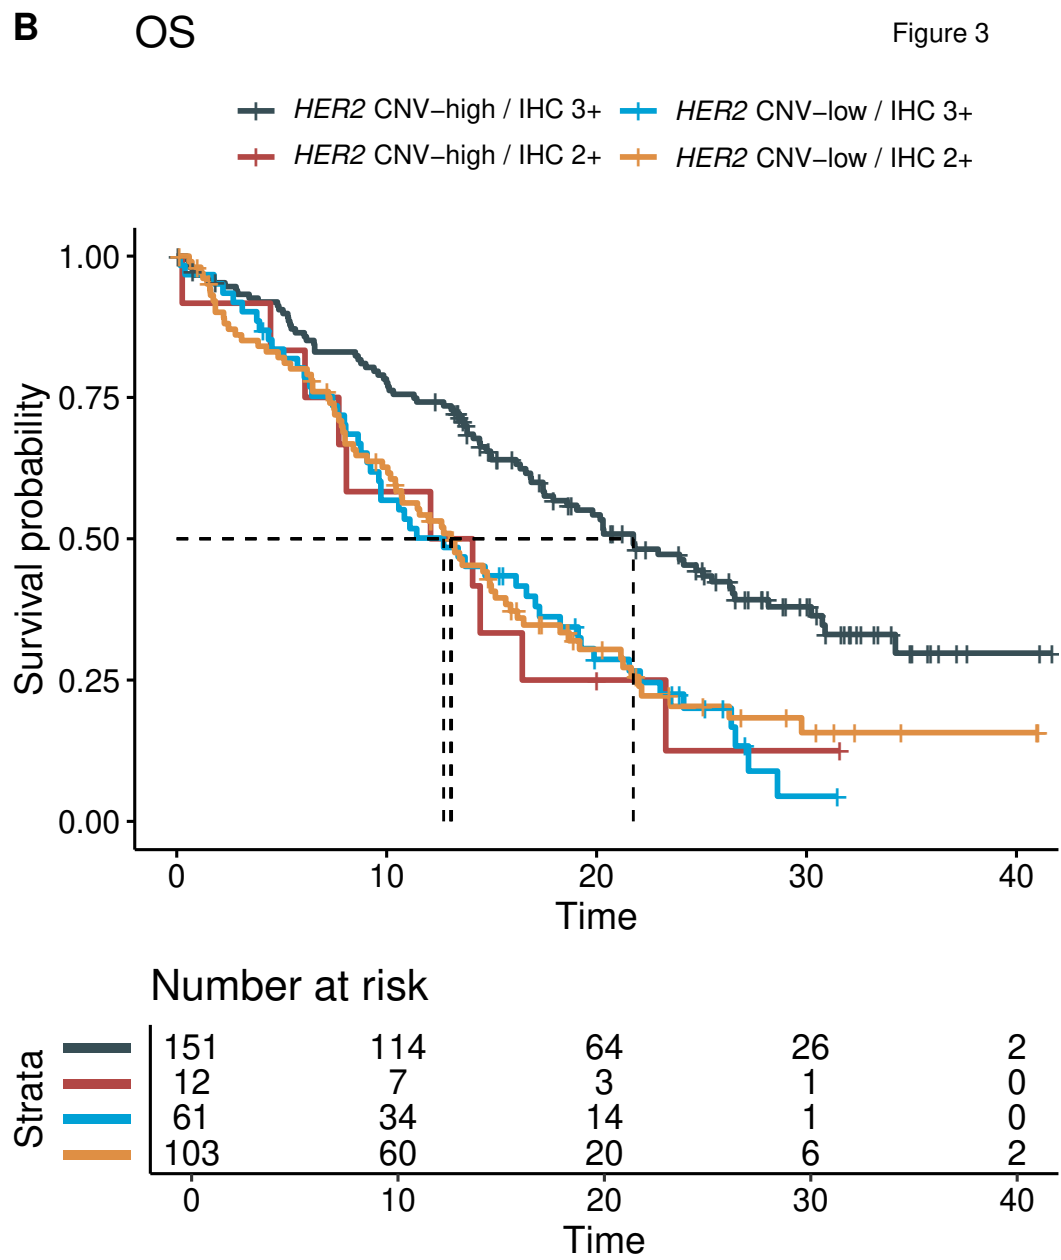 B OS Figure 3
HER2 CNV−high / IHC 3+ HER2 CNV−low / IHC 3+
HER2 CNV−high / IHC 2+ HER2 CNV−low / IHC 2+
Survival probability
1.00
0.75
0.50
0.25
0.00
0 10 20 30 40
Time
Number at risk
Strata
151 114 64 26 2
12 7 3 1 0
61 34 14 1 0
103 60 20 6 2
0 10 20 30 40
Time